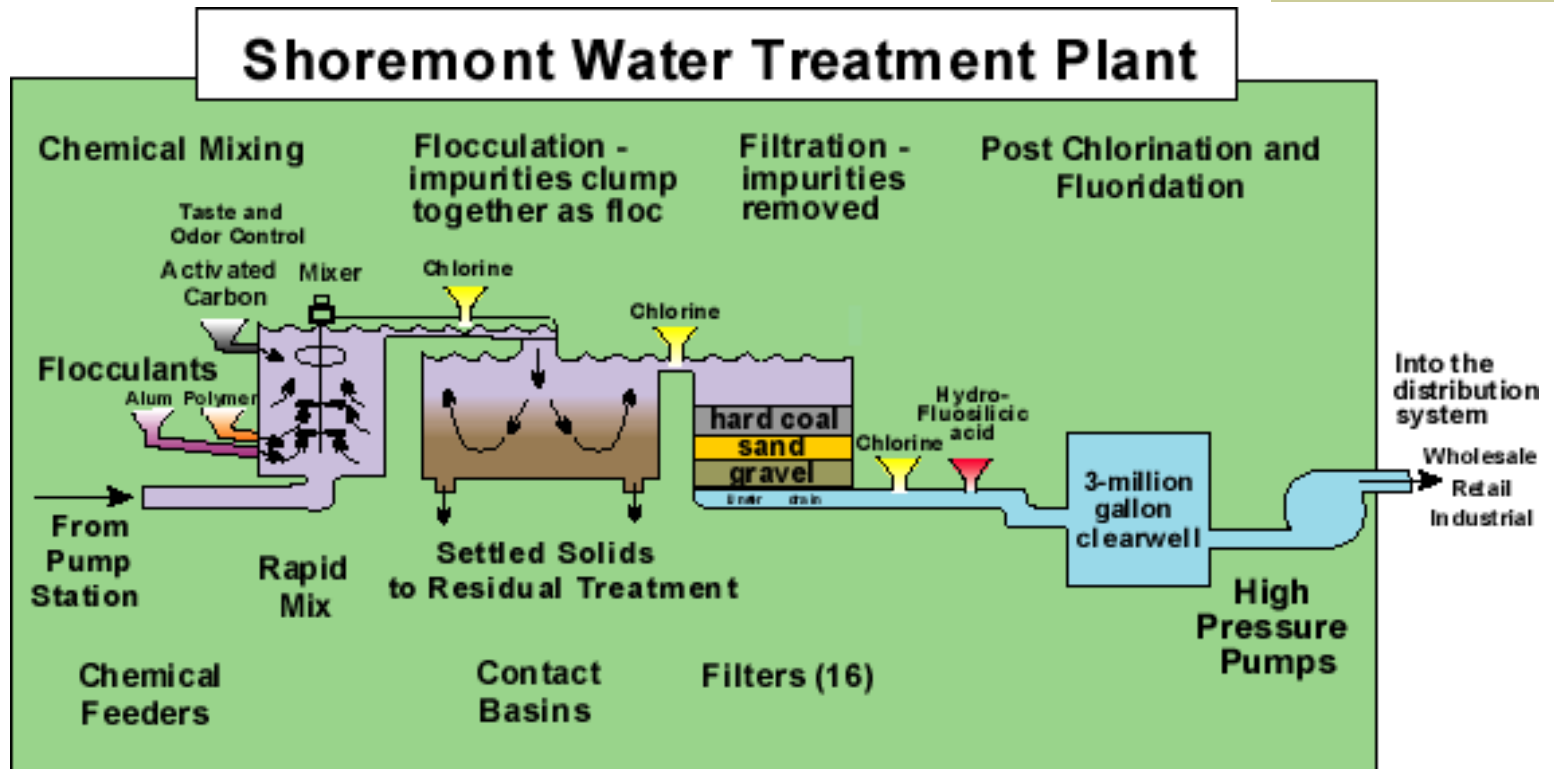 Shoremont Water Treatment Plant
Chemical Mixing
Flocculation -
impurities clump
together as floc
Filtration -
impurities
removed
Post Chlorination and
Fluoridation
Taste and
Odor Control
Activated
Carbon
Mixer
Chlorine
Chlorine
Flocculants
Alum Polymer
hard coal
sand
gravel
Under drain
Chlorine
Hydro-
Fluosilicic
acid
3-million
gallon
clearwell
Into the
distribution
system
Wholesale
Retail
Industrial
From
Pump
Station
Rapid
Mix
Settled Solids
to Residual Treatment
High
Pressure
Pumps
Chemical
Feeders
Contact
Basins
Filters (16)